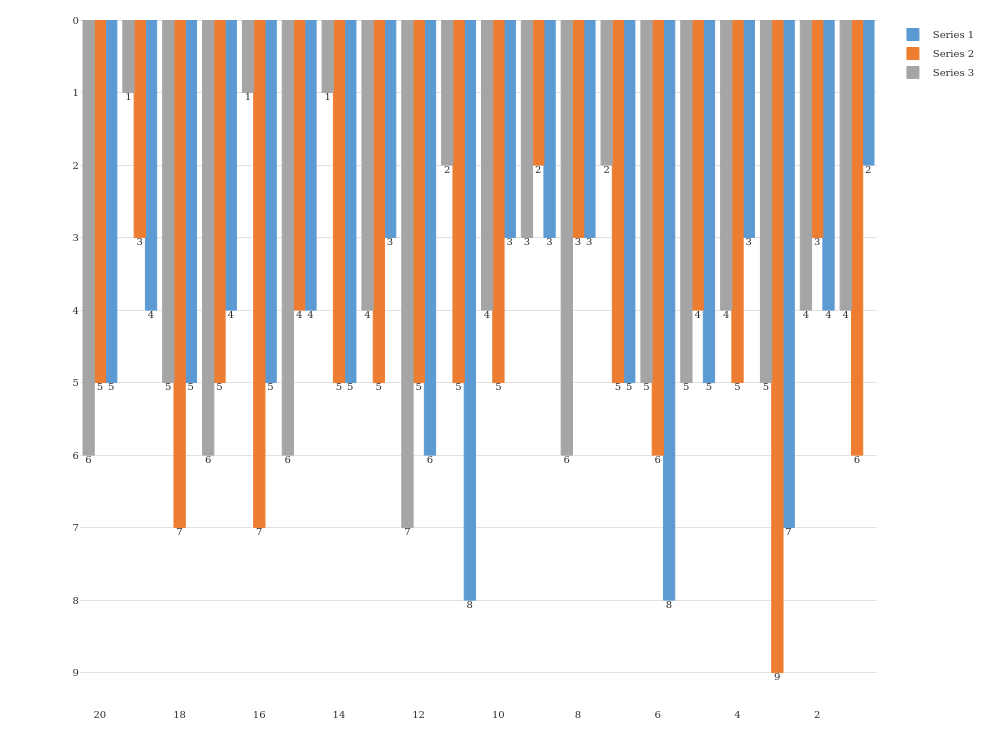 0
Series 1
Series 2
Series 3
1
1 1 1
2
2 2 2 2
3
3 3 3 3 3 3 3 3 3
4
4 4 4 4 4 4 4 4 4 4 4
5
5 5 5 5 5 5 5 5 5 5 5 5 5 5 5 5 5 5 5
6
6 6 6 6 6 6 6
7
7 7 7 7
8
8 8
9
9
20 18 16 14 12 10 8 6 4 2